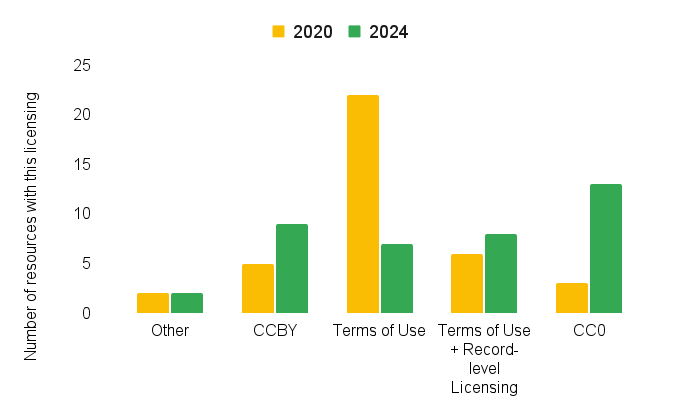 2020 2024
Number of resources with this licensing
25
20
15
10
5
0
Other
CCBY
Terms of Use
Terms of Use
+ Record-
level
Licensing
CC0